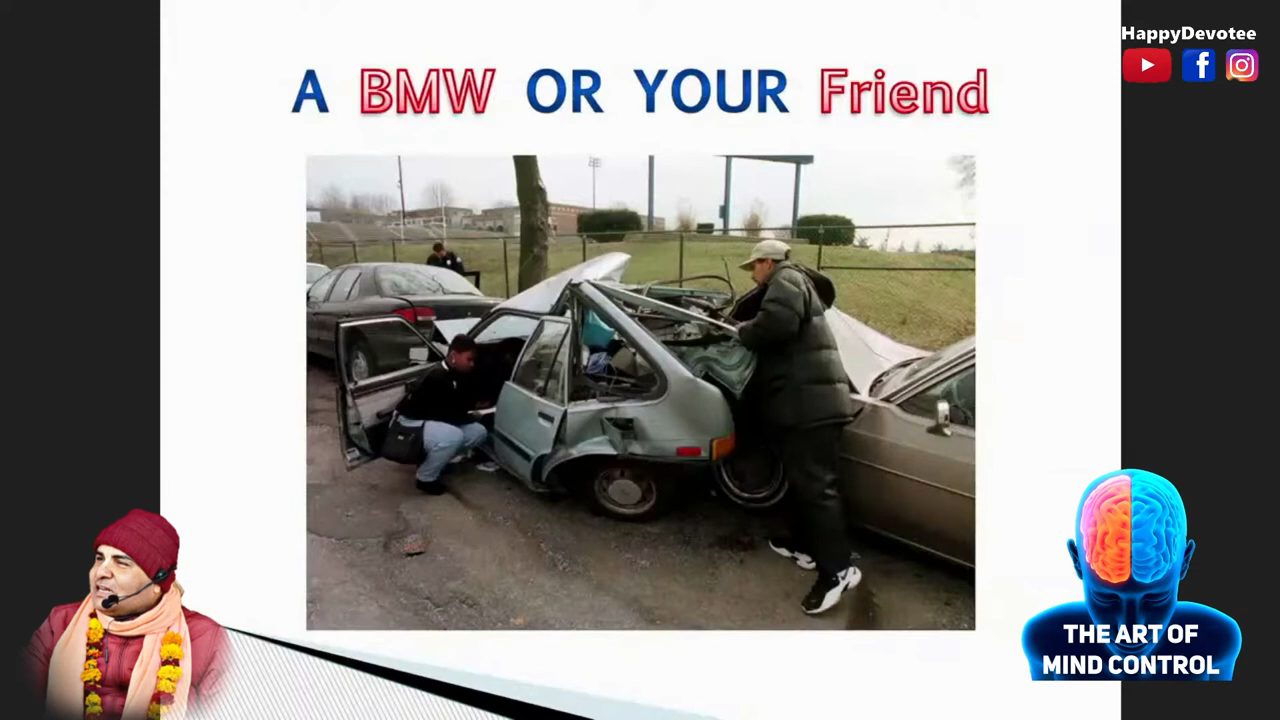 HappyDevotee
A BMW OR YOUR Friend
THE ART OF
MIND CONTROL